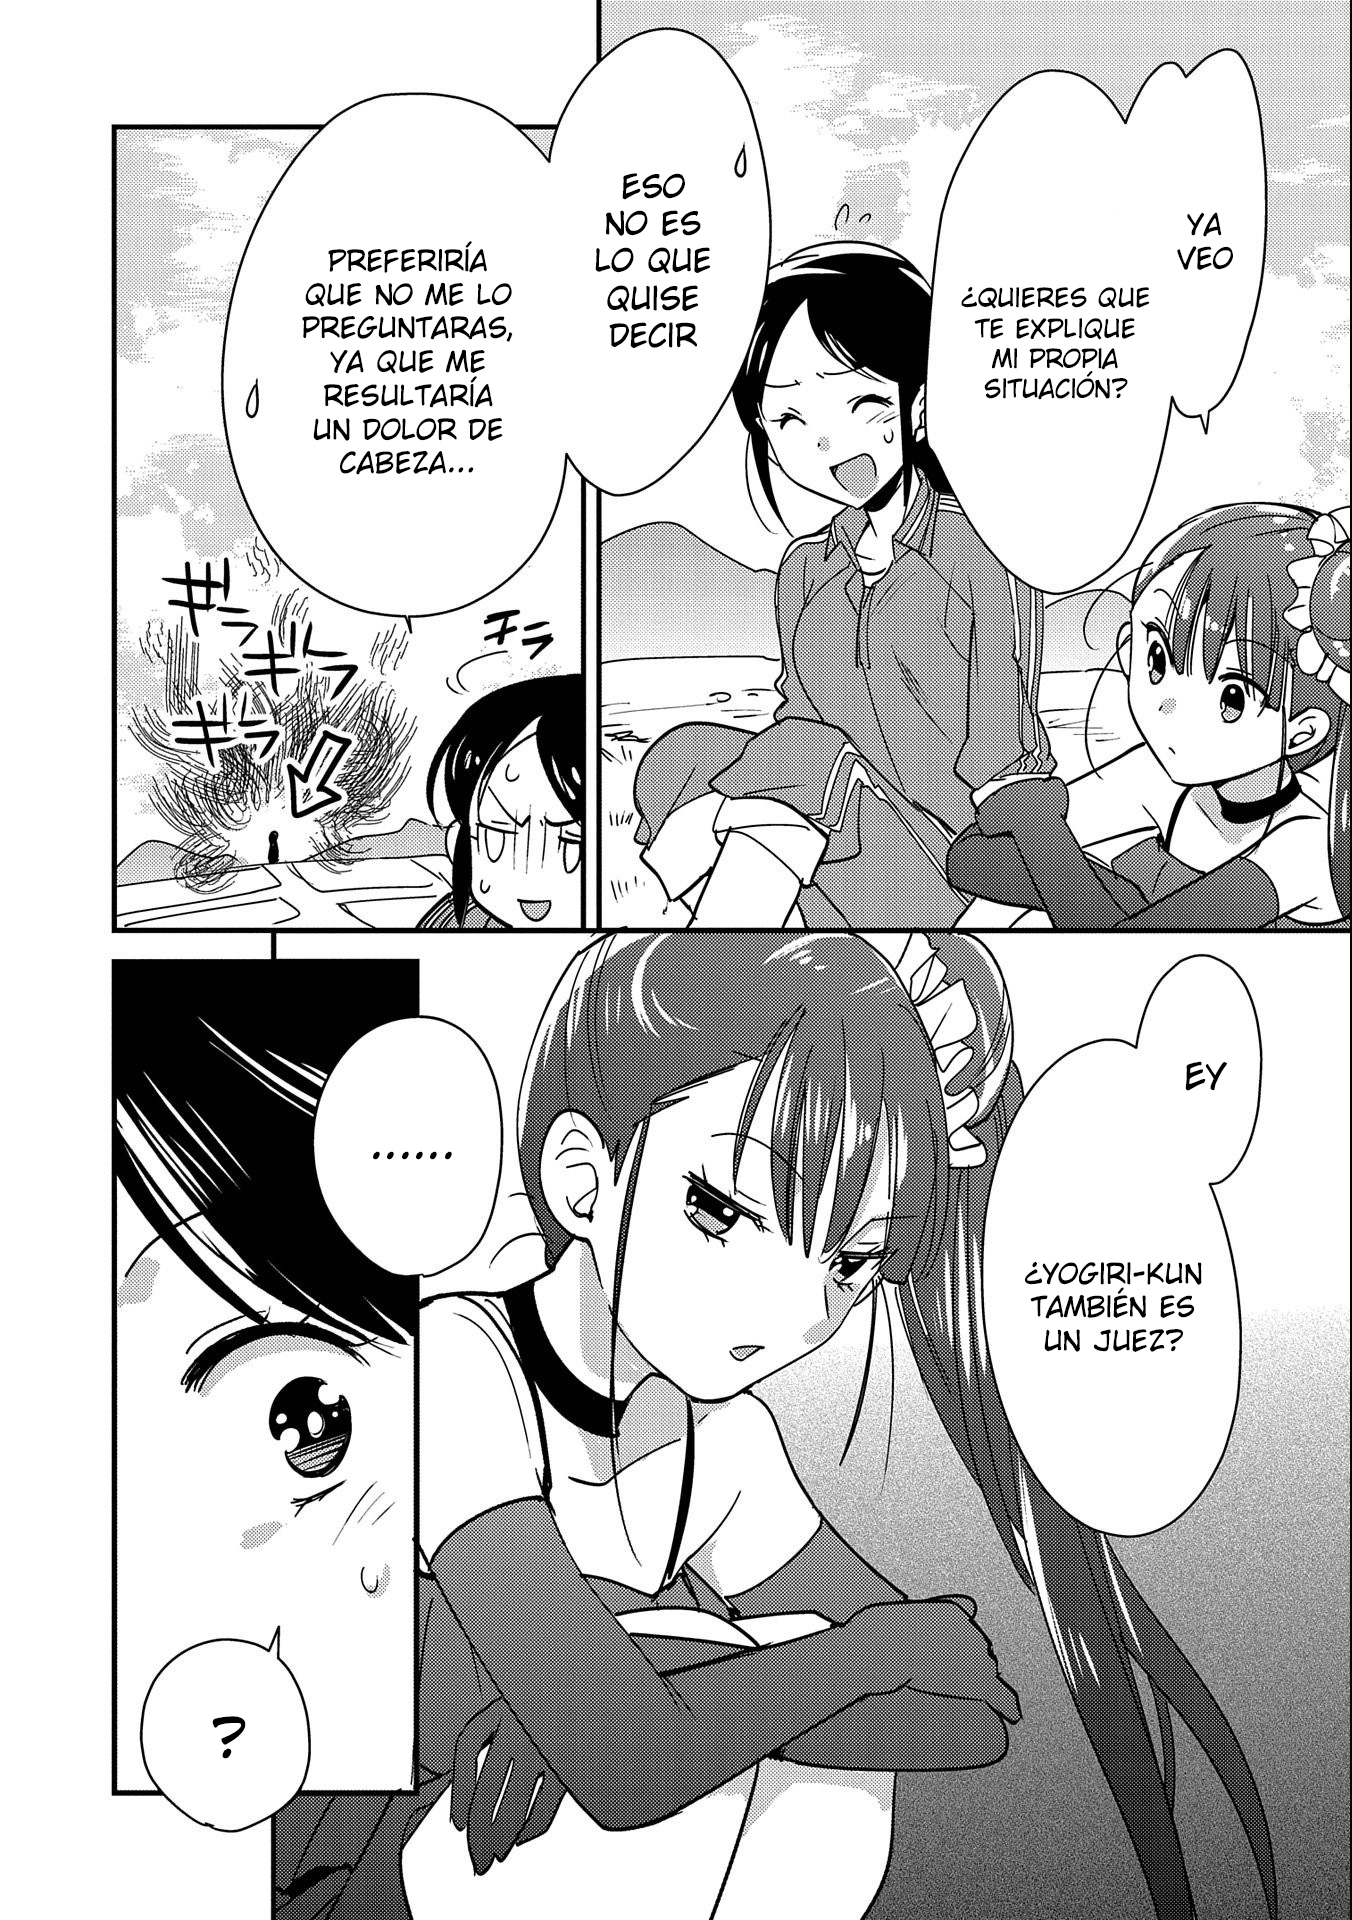 YA
VEO
¿QUIERES QUE
TE EXPLIQUE
MI PROPIA
SITUACIÓN?
ESO
NO ES
LO QUE
QUISE
DECIR
PREFERIRÍA
QUE NO ME LO
PREGUNTARAS,
YA QUE ME
RESULTARÍA
UN DOLOR DE
CABEZA...
チラ
ギラ
ギラ
ギラ
EY
¿YOGIRI-KUN
TAMBIÉN ES
UN JUEZ?
......
?